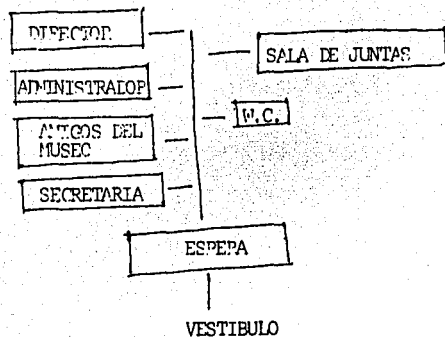 DIRECTOR
SALA DE JUNTAS
ADMINISTRADOR
W.C.
AMIGOS DEL
MUSEO
SECRETARIA
ESPERA
VESTIBULO